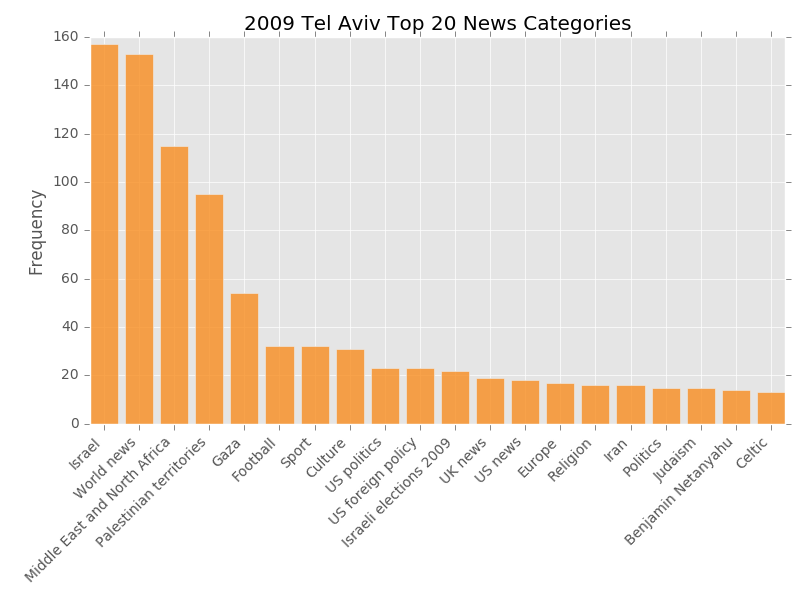 2009 Tel Aviv Top 20 News Categories
160
140
120
100
80
60
40
20
0
Frequency
Israel
World news
Middle East and North Africa
Palestinian territories
Gaza
Football
Sport
Culture
US politics
US foreign policy
Israeli elections 2009
UK news
US news
Europe
Religion
Iran
Politics
Judaism
Benjamin Netanyahu
Celtic